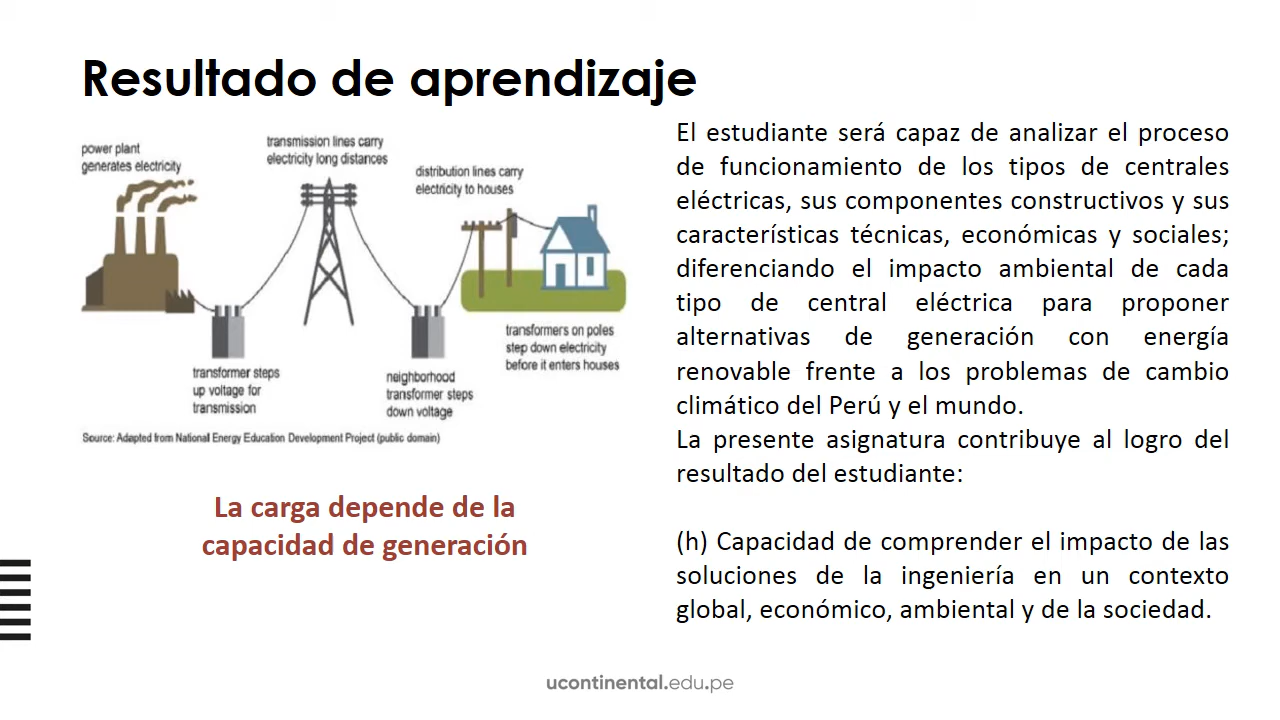 Resultado de aprendizaje
power plant
generates electricity
transmission lines carry
electricity long distances
distribution lines carry
electricity to houses
transformer steps
up voltage for
transmission
neighborhood
transformer steps
down voltage
transformers on poles
step down electricity
before it enters houses
Source: Adapted from National Energy Education Development Project (public domain)
La carga depende de la
capacidad de generación
El estudiante será capaz de analizar el proceso
de funcionamiento de los tipos de centrales
eléctricas, sus componentes constructivos y sus
características técnicas, económicas y sociales;
diferenciando el impacto ambiental de cada
tipo de central eléctrica para proponer
alternativas de generación con energía
renovable frente a los problemas de cambio
climático del Perú y el mundo.
La presente asignatura contribuye al logro del
resultado del estudiante:
(h) Capacidad de comprender el impacto de las
soluciones de la ingeniería en un contexto
global, económico, ambiental y de la sociedad.
ucontinental.edu.pe